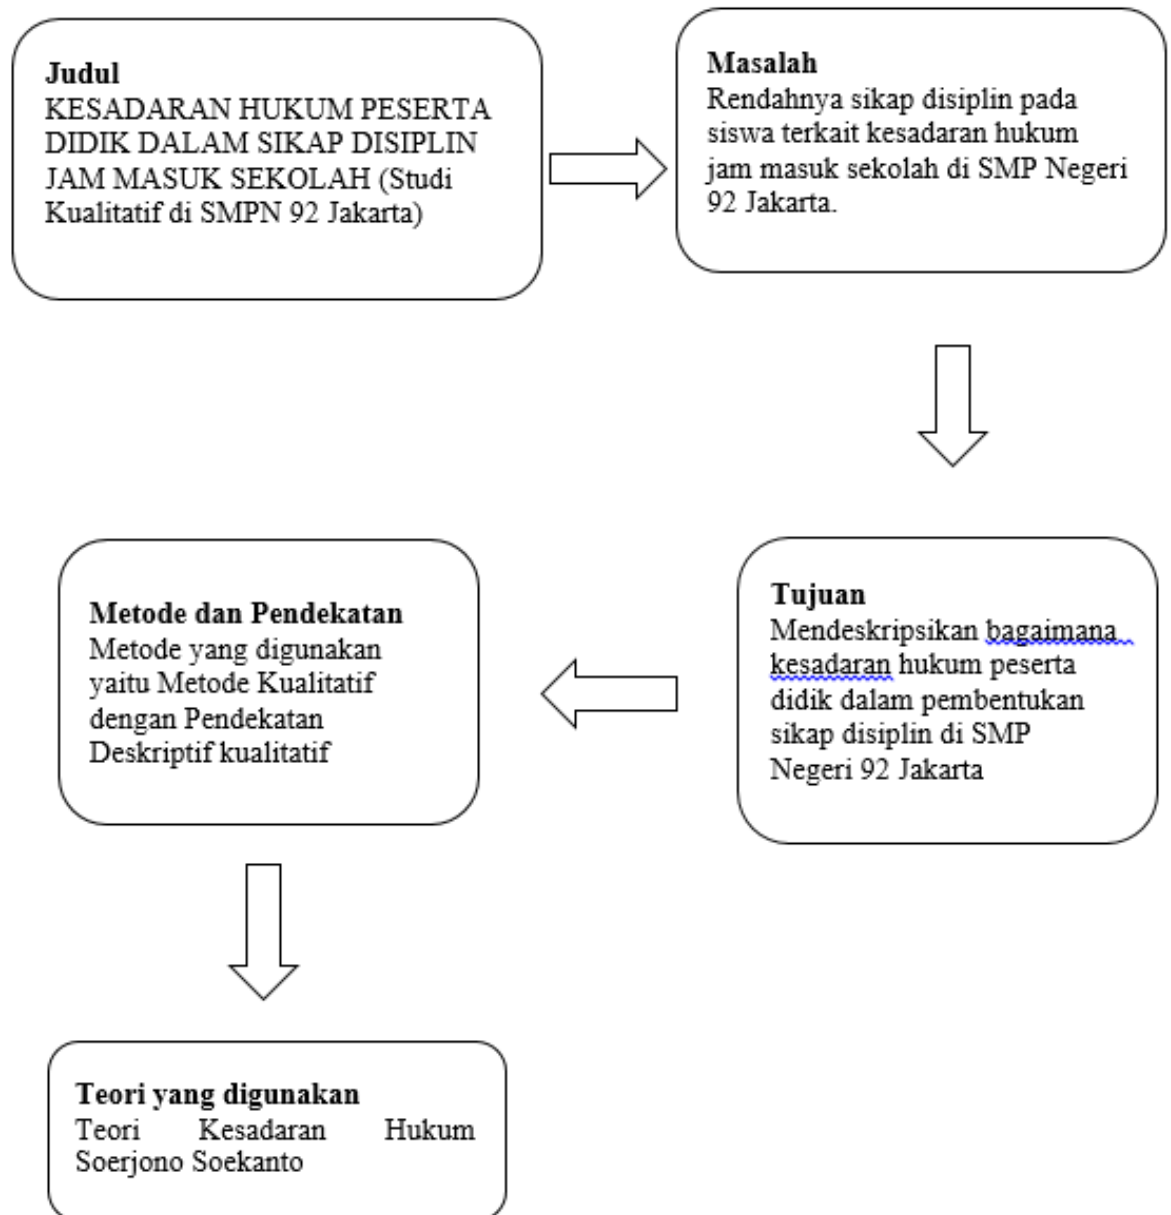 Judul
KESADARAN HUKUM PESERTA
DIDIK DALAM SIKAP DISIPLIN
JAM MASUK SEKOLAH (Studi
Kualitatif di SMPN 92 Jakarta)
Masalah
Rendahnya sikap disiplin pada
siswa terkait kesadaran hukum
jam masuk sekolah di SMP Negeri
92 Jakarta.
Tujuan
Mendeskripsikan bagaimana
kesadaran hukum peserta
didik dalam pembentukan
sikap disiplin di SMP
Negeri 92 Jakarta
Metode dan Pendekatan
Metode yang digunakan
yaitu Metode Kualitatif
dengan Pendekatan
Deskriptif kualitatif
Teori yang digunakan
Teori Kesadaran Hukum
Soerjono Soekanto